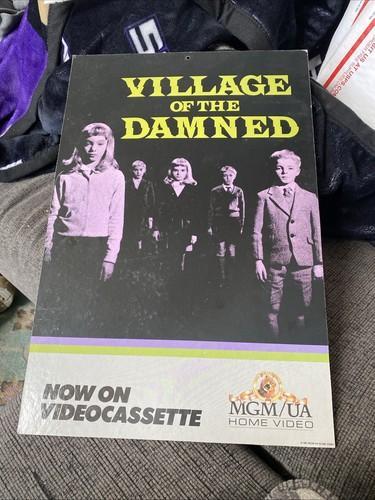 VILLAGE
OF THE
DAMNED
NOW ON
VIDEOCASSETTE
MGM/UA
HOME VIDEO